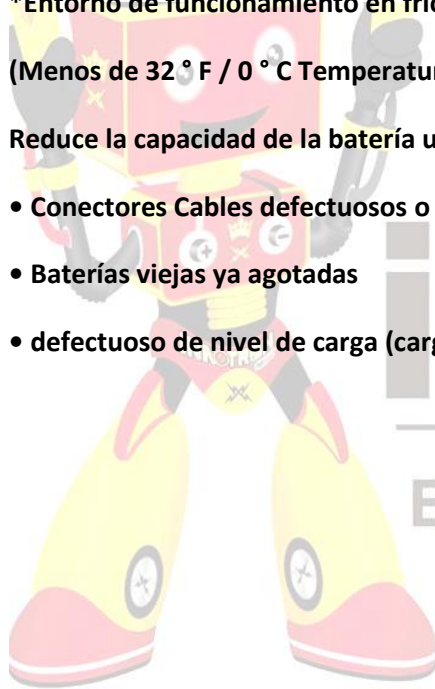 *Entorno de funcionamiento en frío
(Menos de 32 ° F / 0 ° C Temperatur
Reduce la capacidad de la batería u
• Conectores Cables defectuosos o
• Baterías viejas ya agotadas
• defectuoso de nivel de carga (carg
E